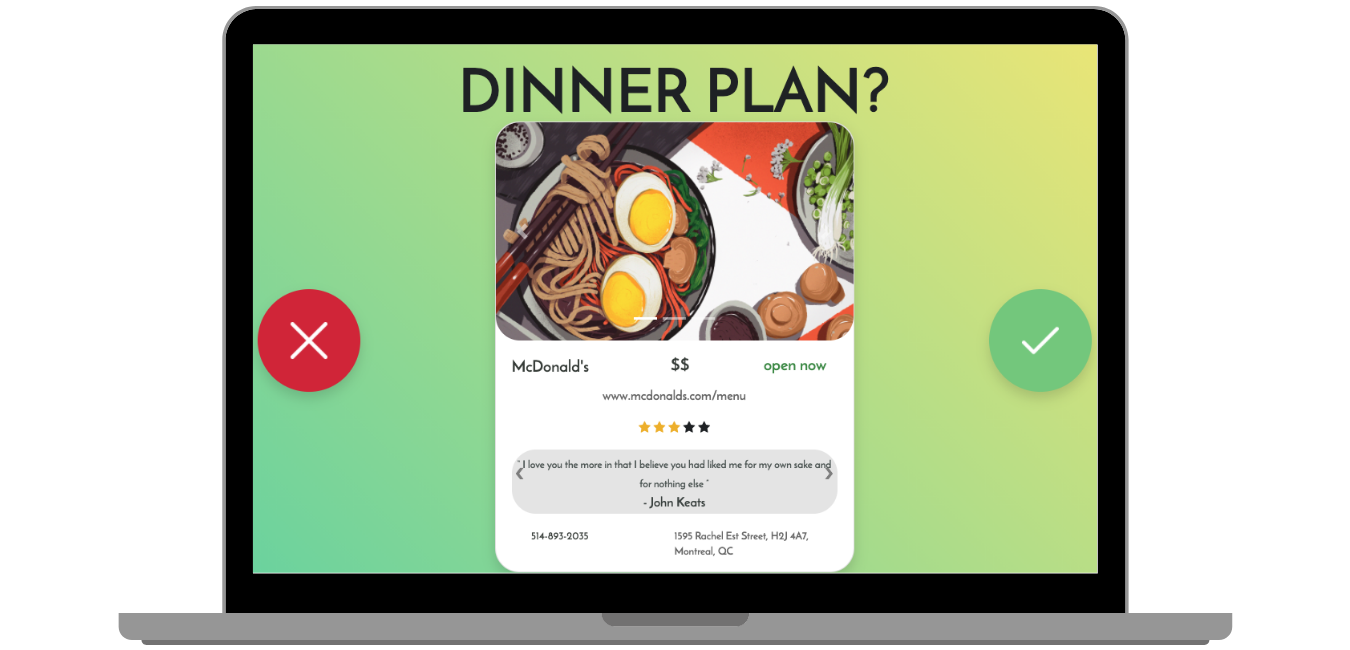 DINNER PLAN?
McDonald's $$ open now
www.mcdonalds.com/menu
" I love you the more in that I believe you had liked me for my own sake and
for nothing else "
- John Keats
514-893-2035 1595 Rachel Est Street, H2J 4A7,
Montreal, QC